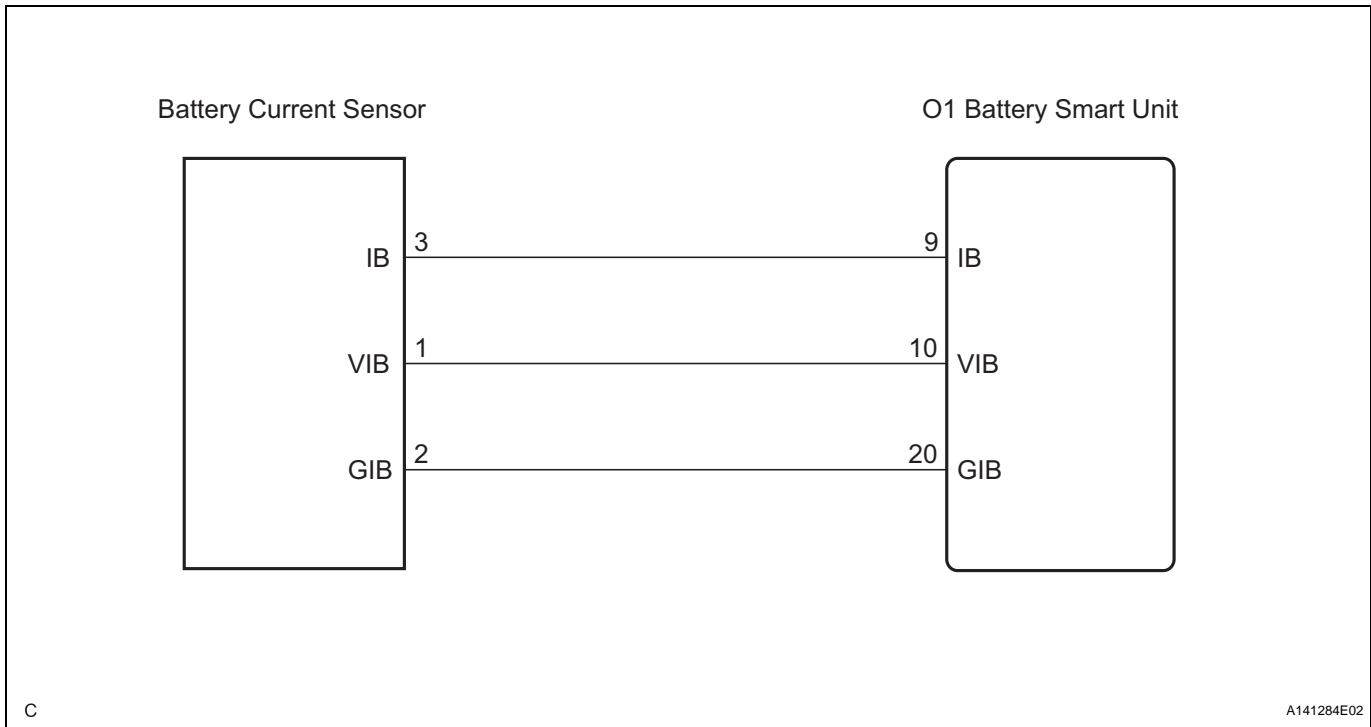 Battery Current Sensor O1 Battery Smart Unit
IB 3 9 IB
VIB 1 10 VIB
GIB 2 20 GIB
C A141284E02